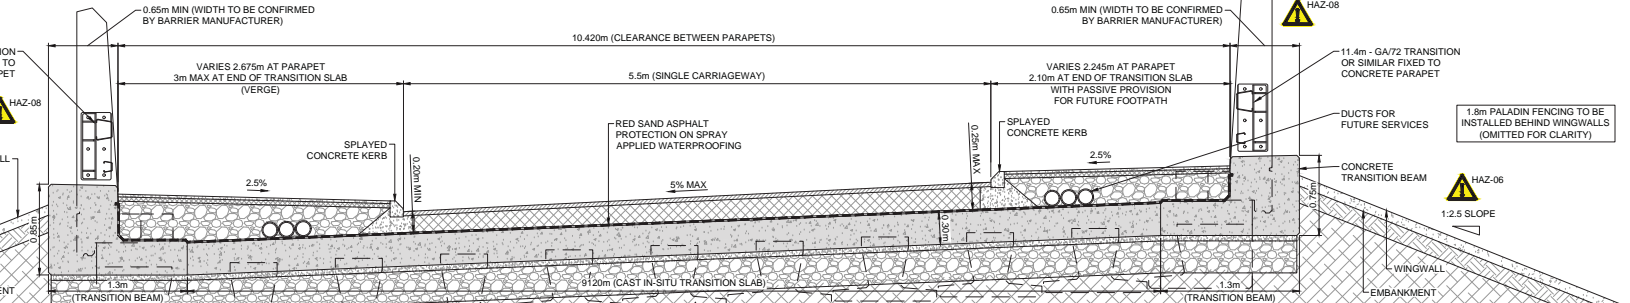 0.65m MIN (WIDTH TO BE CONFIRMED
BY BARRIER MANUFACTURER)
0.65m MIN (WIDTH TO BE CONFIRMED
BY BARRIER MANUFACTURER)
HAZ-08
10.420m (CLEARANCE BETWEEN PARAPETS)
ION
TO
PET
HAZ-08
VARIES 2.675m AT PARAPET
3m MAX AT END OF TRANSITION SLAB
(VERGE)
5.5m (SINGLE CARRIAGEWAY)
VARIES 2.245m AT PARAPET
2.10m AT END OF TRANSITION SLAB
WITH PASSIVE PROVISION
FOR FUTURE FOOTPATH
11.4m - GA/72 TRANSITION
OR SIMILAR FIXED TO
CONCRETE PARAPET
DUCTS FOR
FUTURE SERVICES
1.8m PALADIN FENCING TO BE
INSTALLED BEHIND WINGWALLS
(OMITTED FOR CLARITY)
SPLAYED
CONCRETE KERB
RED SAND ASPHALT
PROTECTION ON SPRAY
APPLIED WATERPROOFING
SPLAYED
CONCRETE KERB
LL
2.5%
0.20m MIN
5% MAX
0.25m MAX
2.5%
CONCRETE
TRANSITION BEAM
HAZ-06
1:2.5 SLOPE
0.85m
0.30m
0.75m
1.3m
(TRANSITION BEAM)
9120m (CAST IN-SITU TRANSITION SLAB)
1.3m
(TRANSITION BEAM)
WINGWALL
EMBANKMENT
ENT